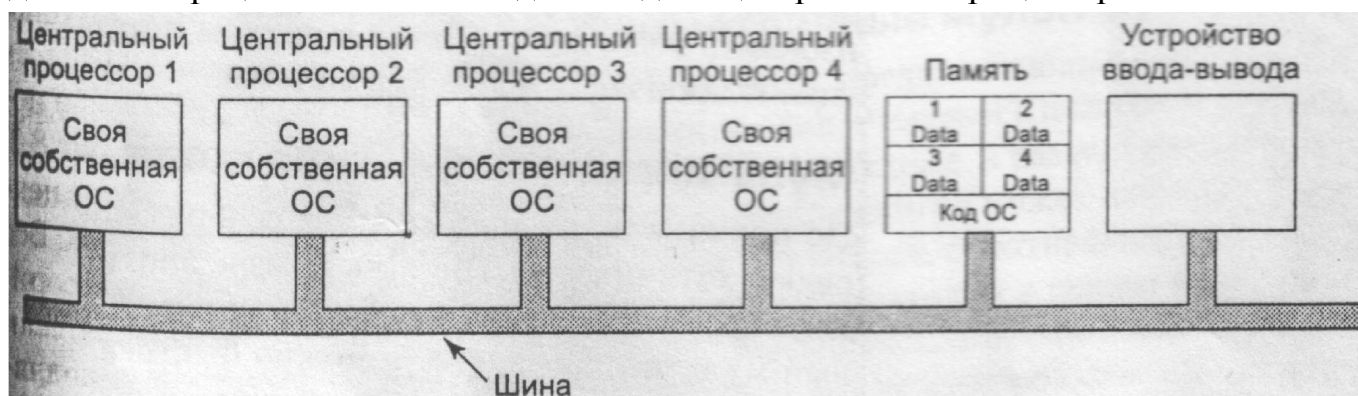 Центральный
процессор 1
Центральный
процессор 2
Центральный
процессор 3
Центральный
процессор 4
Память
Устройство
ввода-вывода
Своя
собственная
ОС
Своя
собственная
ОС
Своя
собственная
ОС
Своя
собственная
ОС
1 2
Data Data
3 4
Data Data
Код ОС
Шина